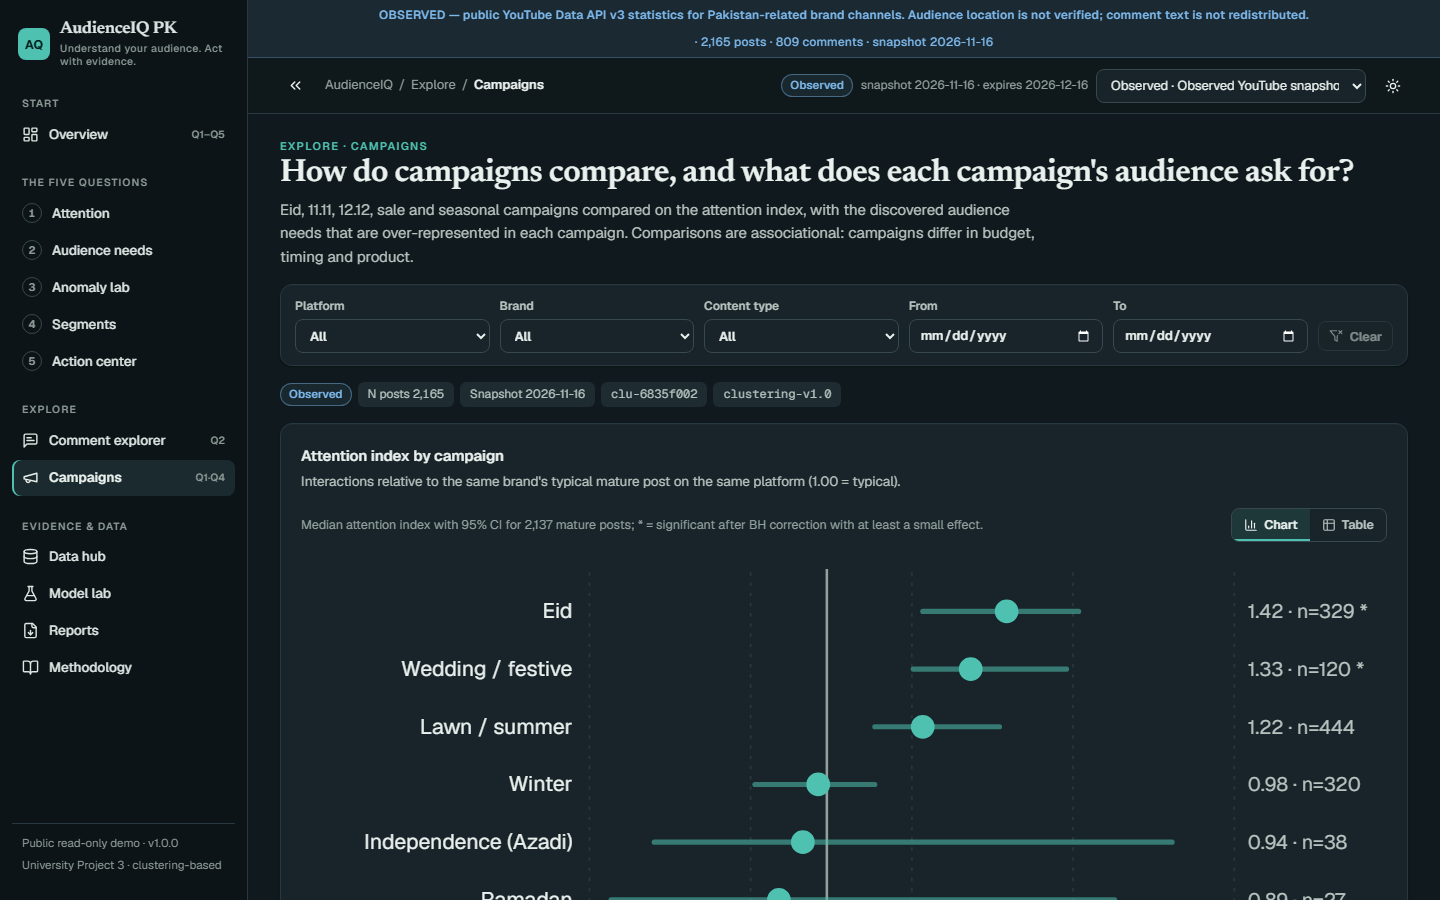 AQ
AudienceIQ PK
Understand your audience. Act
with evidence.
START
Overview Q1–Q5
THE FIVE QUESTIONS
1 Attention
2 Audience needs
3 Anomaly lab
4 Segments
5 Action center
EXPLORE
Comment explorer Q2
Campaigns Q1-Q4
EVIDENCE & DATA
Data hub
Model lab
Reports
Methodology
Public read-only demo · v1.0.0
University Project 3 · clustering-based
OBSERVED — public YouTube Data API v3 statistics for Pakistan-related brand channels. Audience location is not verified; comment text is not redistributed.
· 2,165 posts · 809 comments · snapshot 2026-11-16
AudienceIQ / Explore / Campaigns
Observed snapshot 2026-11-16 · expires 2026-12-16 Observed · Observed YouTube snapsho
EXPLORE · CAMPAIGNS
How do campaigns compare, and what does each campaign's audience ask for?
Eid, 11.11, 12.12, sale and seasonal campaigns compared on the attention index, with the discovered audience
needs that are over-represented in each campaign. Comparisons are associational: campaigns differ in budget,
timing and product.
Platform Brand Content type From To
All All All mm/dd/yyyy mm/dd/yyyy Clear
Observed N posts 2,165 Snapshot 2026-11-16 clu-6835f002 clustering-v1.0
Attention index by campaign
Interactions relative to the same brand's typical mature post on the same platform (1.00 = typical).
Median attention index with 95% CI for 2,137 mature posts; * = significant after BH correction with at least a small effect.
Chart Table
Eid 1.42 · n=329 *
Wedding / festive 1.33 · n=120 *
Lawn / summer 1.22 · n=444
Winter 0.98 · n=320
Independence (Azadi) 0.94 · n=38
Ramadan 0.89 · n=27